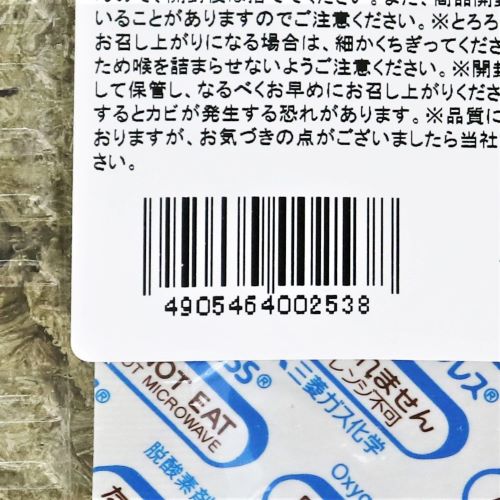 いることがありますのでご注意ください。※とろろ
お召し上がりになる場合は、細かくちぎってくださ
ため喉を詰まらせないようご注意ください。※開封
して保管し、なるべくお早めにお召し上がりくださ
するとカビが発生する恐れがあります。※品質に
おりますが、お気づきの点がございましたら当社
さい。
4905464002538
SS®
NOT EAT
NOT MICROWAVE
脱酸素剤
三菱ガス化学
れません
レンジ不可
レス®
Oxy